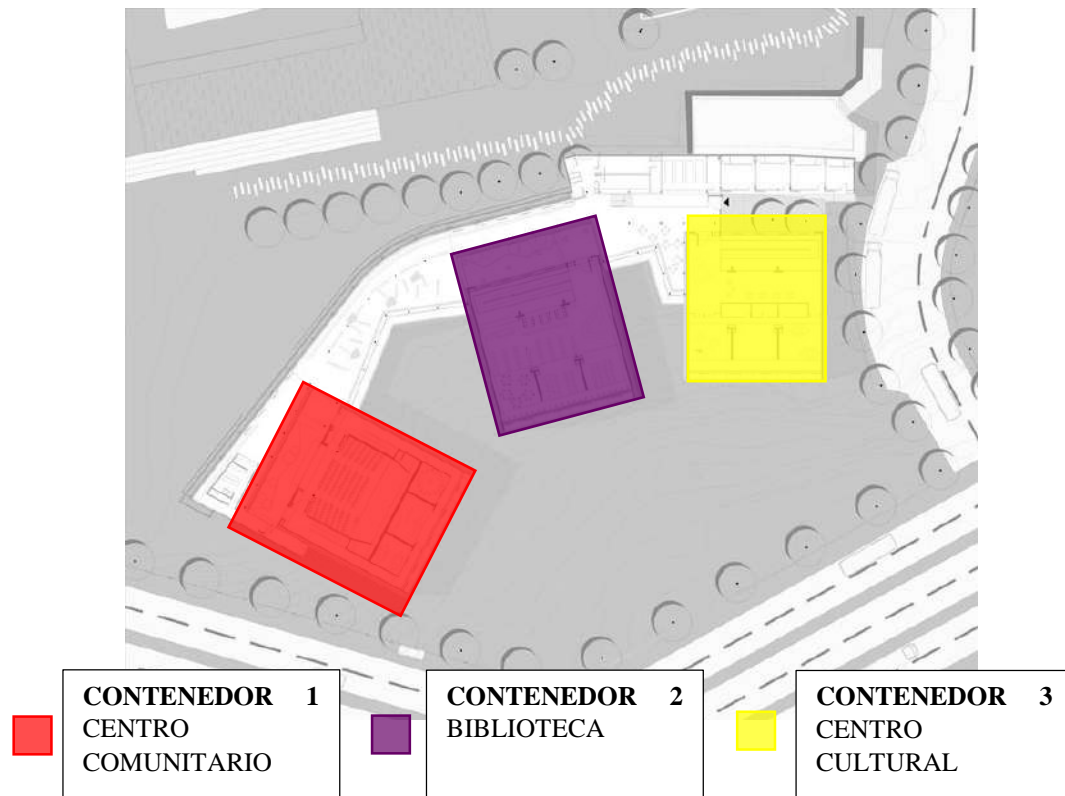 CONTENEDOR 1
CENTRO
COMUNITARIO
CONTENEDOR 2
BIBLIOTECA
CONTENEDOR 3
CENTRO
CULTURAL